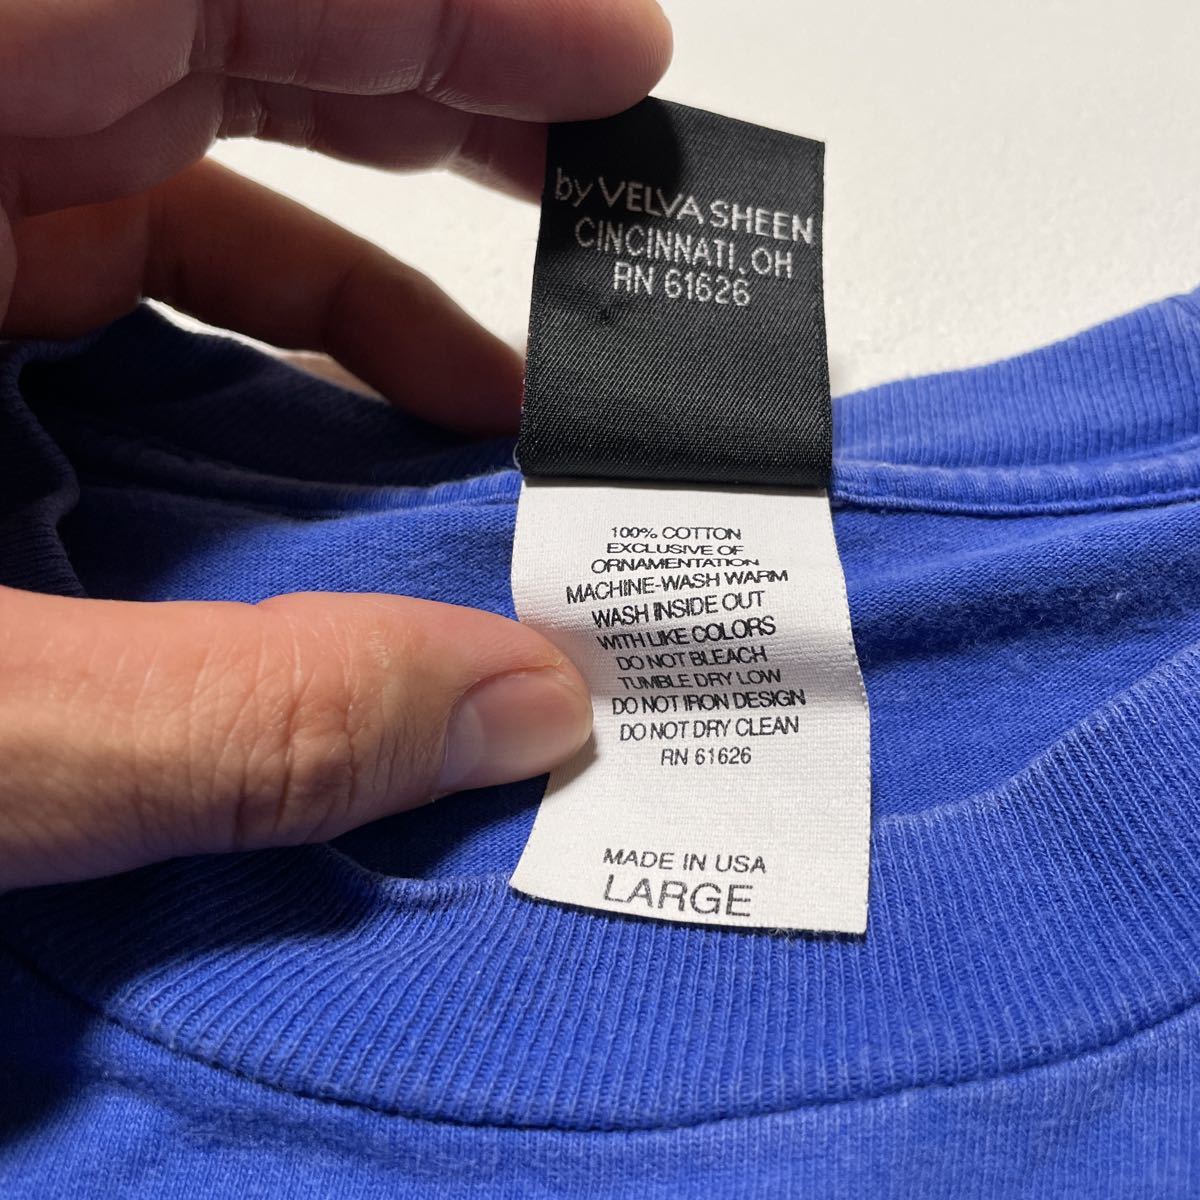 by VELVA SHEEN
CINCINNATI, OH
RN 61626
100% COTTON
EXCLUSIVE OF
ORNAMENTATION
MACHINE-WASH WARM
WASH INSIDE OUT
WITH LIKE COLORS
DO NOT BLEACH
TUMBLE DRY LOW
DO NOT IRON DESIGN
DO NOT DRY CLEAN
RN 61626
MADE IN USA
LARGE